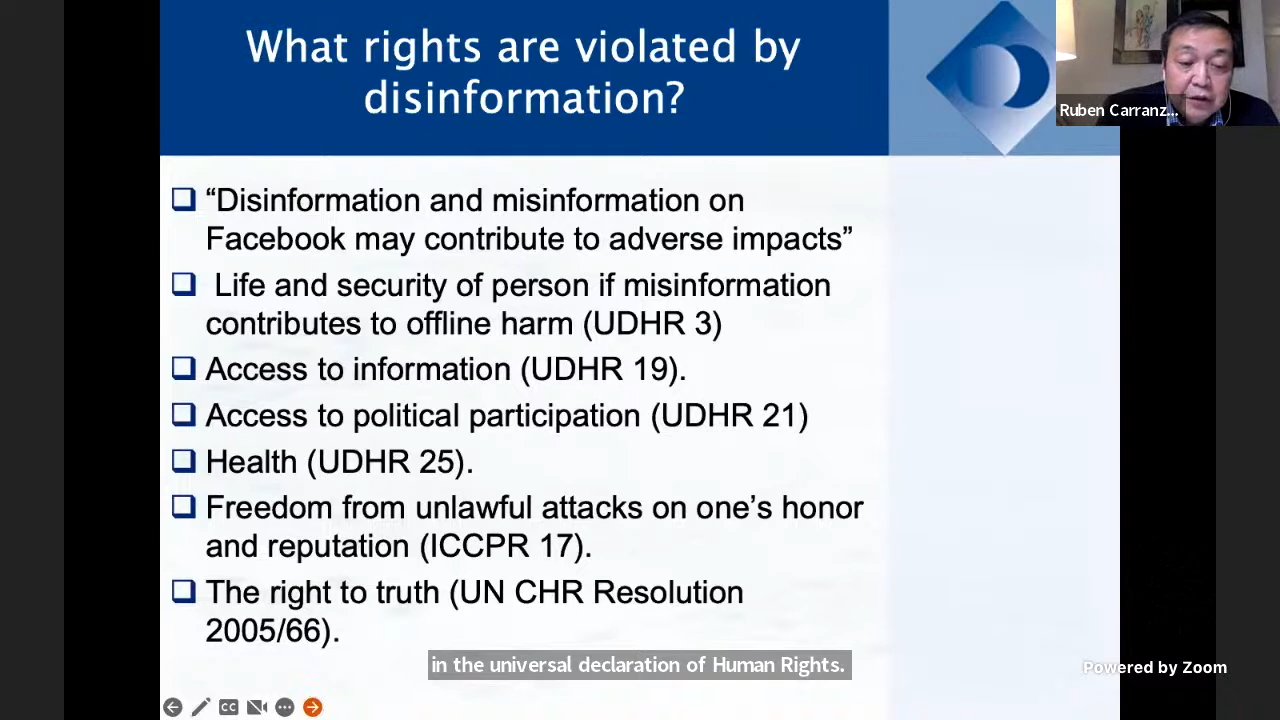 What rights are violated by
disinformation?
Ruben Carranz...
“Disinformation and misinformation on
Facebook may contribute to adverse impacts”
Life and security of person if misinformation
contributes to offline harm (UDHR 3)
Access to information (UDHR 19).
Access to political participation (UDHR 21)
Health (UDHR 25).
Freedom from unlawful attacks on one’s honor
and reputation (ICCPR 17).
The right to truth (UN CHR Resolution
2005/66).
in the universal declaration of Human Rights.
Powered by Zoom
CC